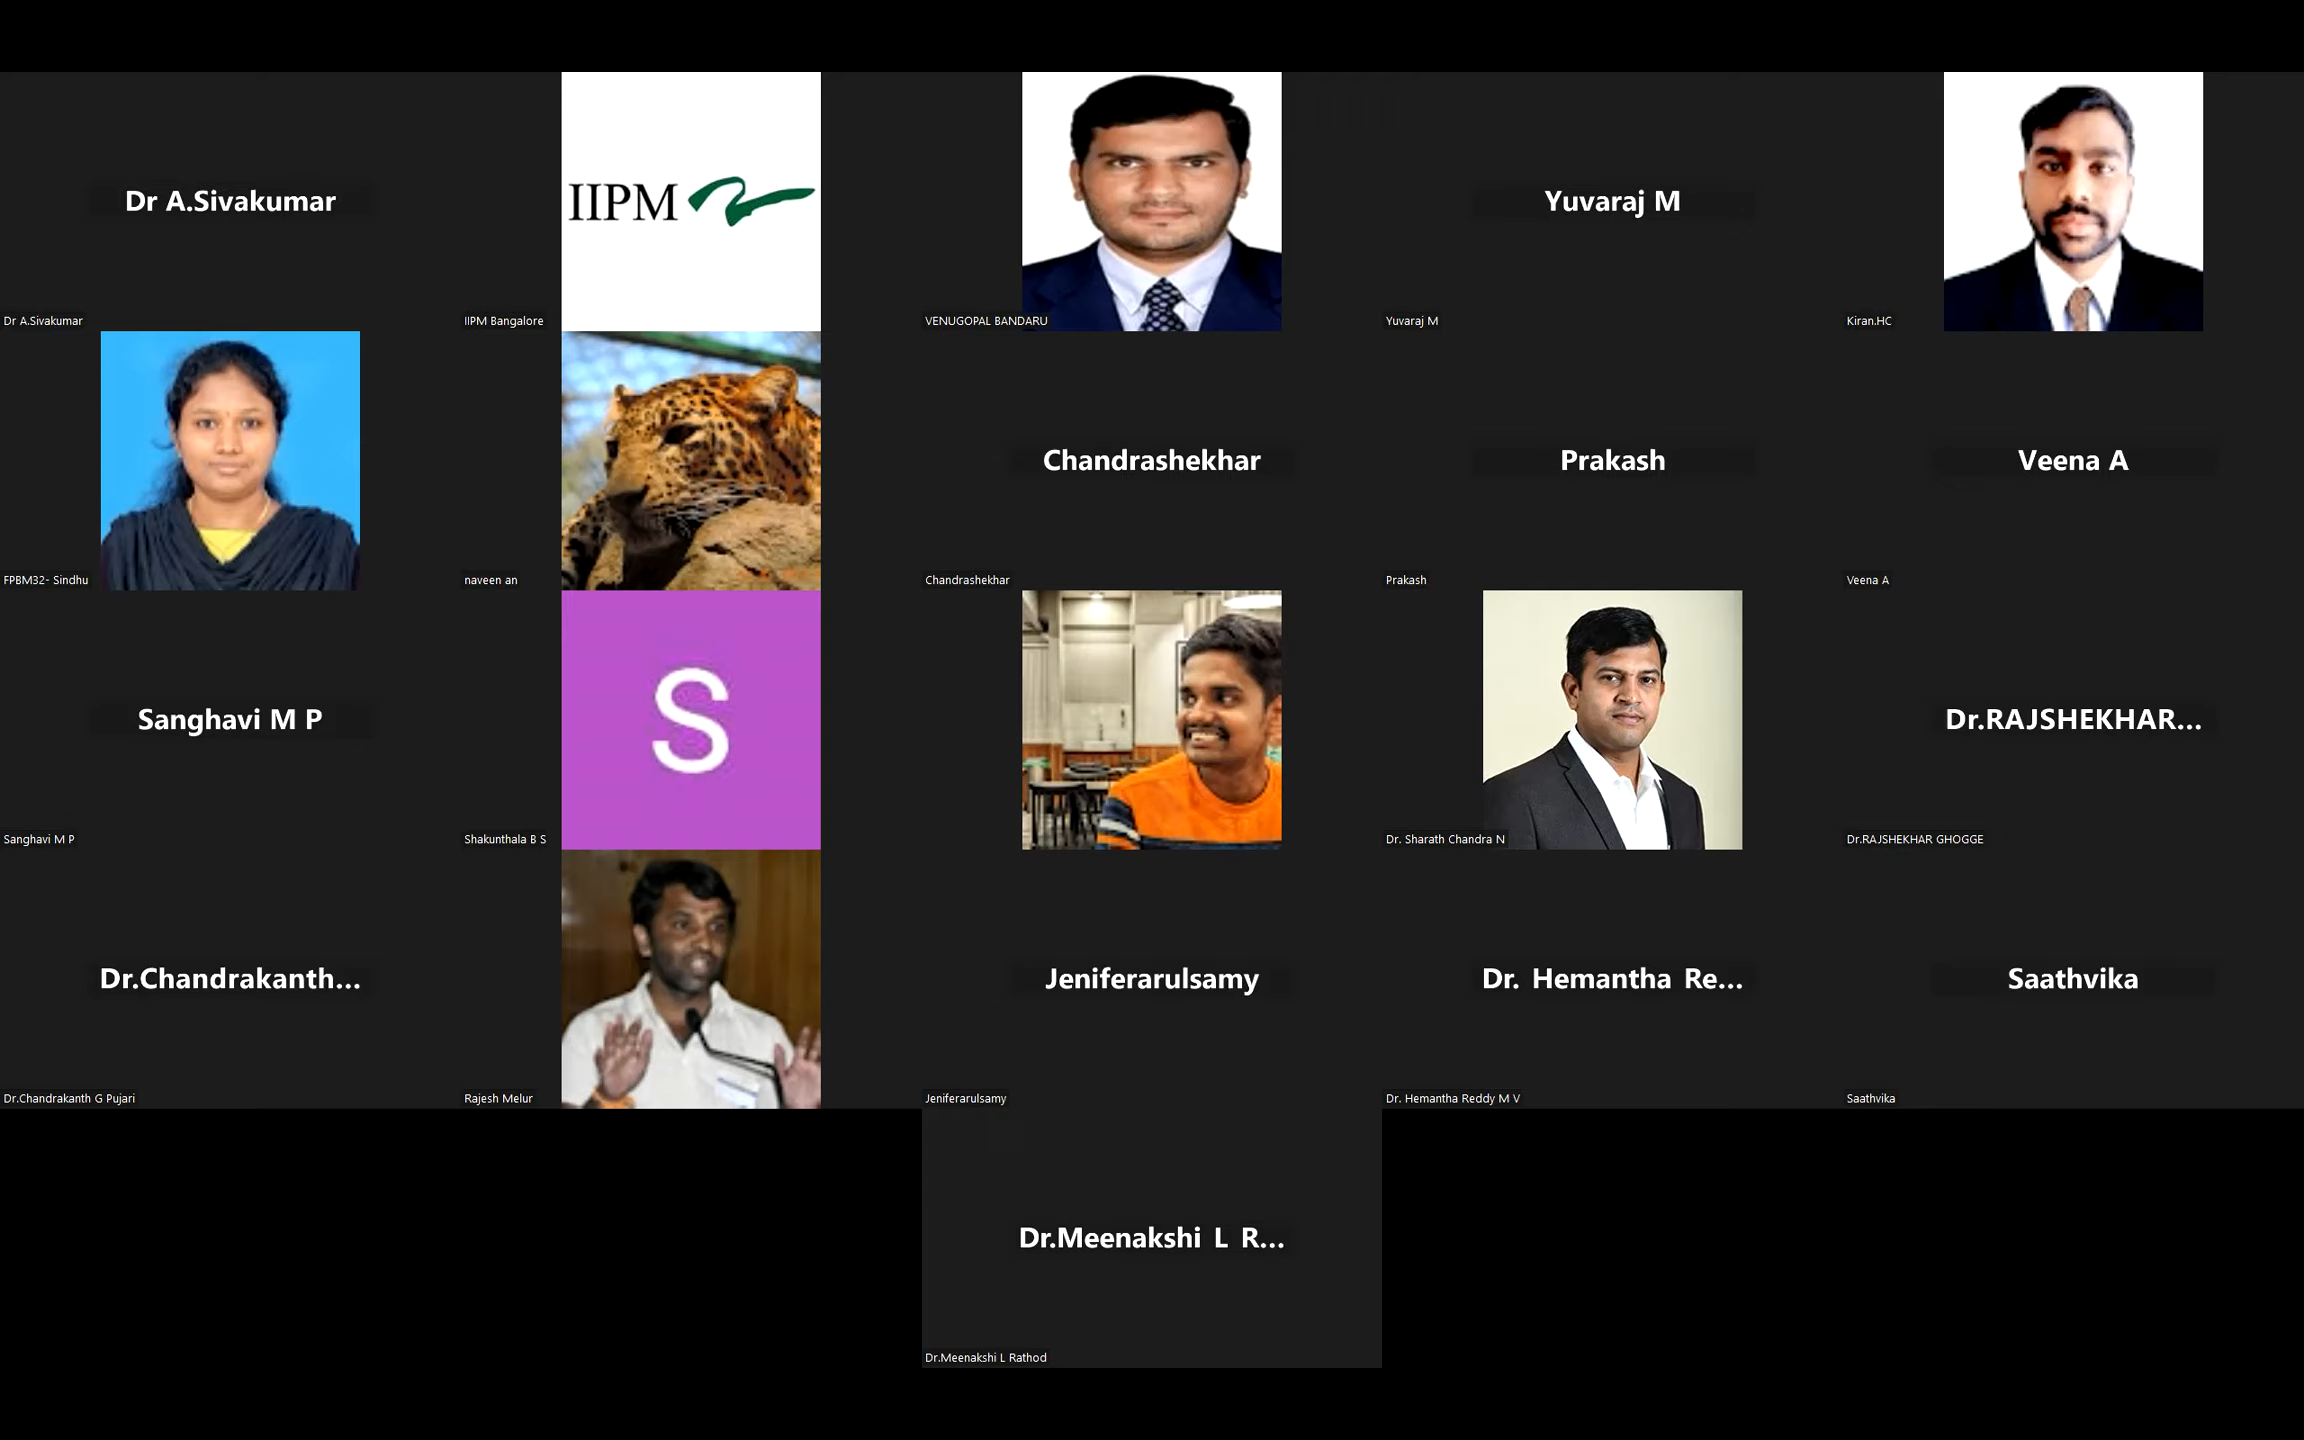 Dr A.Sivakumar
Dr A.Sivakumar
IIPM
IIPM Bangalore
VENUGOPAL BANDARU
Yuvaraj M
Yuvaraj M
Kiran.HC
FPBM32- Sindhu
naveen an
Chandrashekhar
Chandrashekhar
Prakash
Prakash
Veena A
Veena A
Sanghavi M P
Sanghavi M P
S
Shakunthala B S
Dr. Sharath Chandra N
Dr.RAJSHEKHAR...
Dr.RAJSHEKHAR GHOGGE
Dr.Chandrakanth...
Dr.Chandrakanth G Pujari
Rajesh Melur
Jeniferarulsamy
Jeniferarulsamy
Dr. Hemantha Re...
Dr. Hemantha Reddy M V
Saathvika
Saathvika
Dr.Meenakshi L R...
Dr.Meenakshi L Rathod